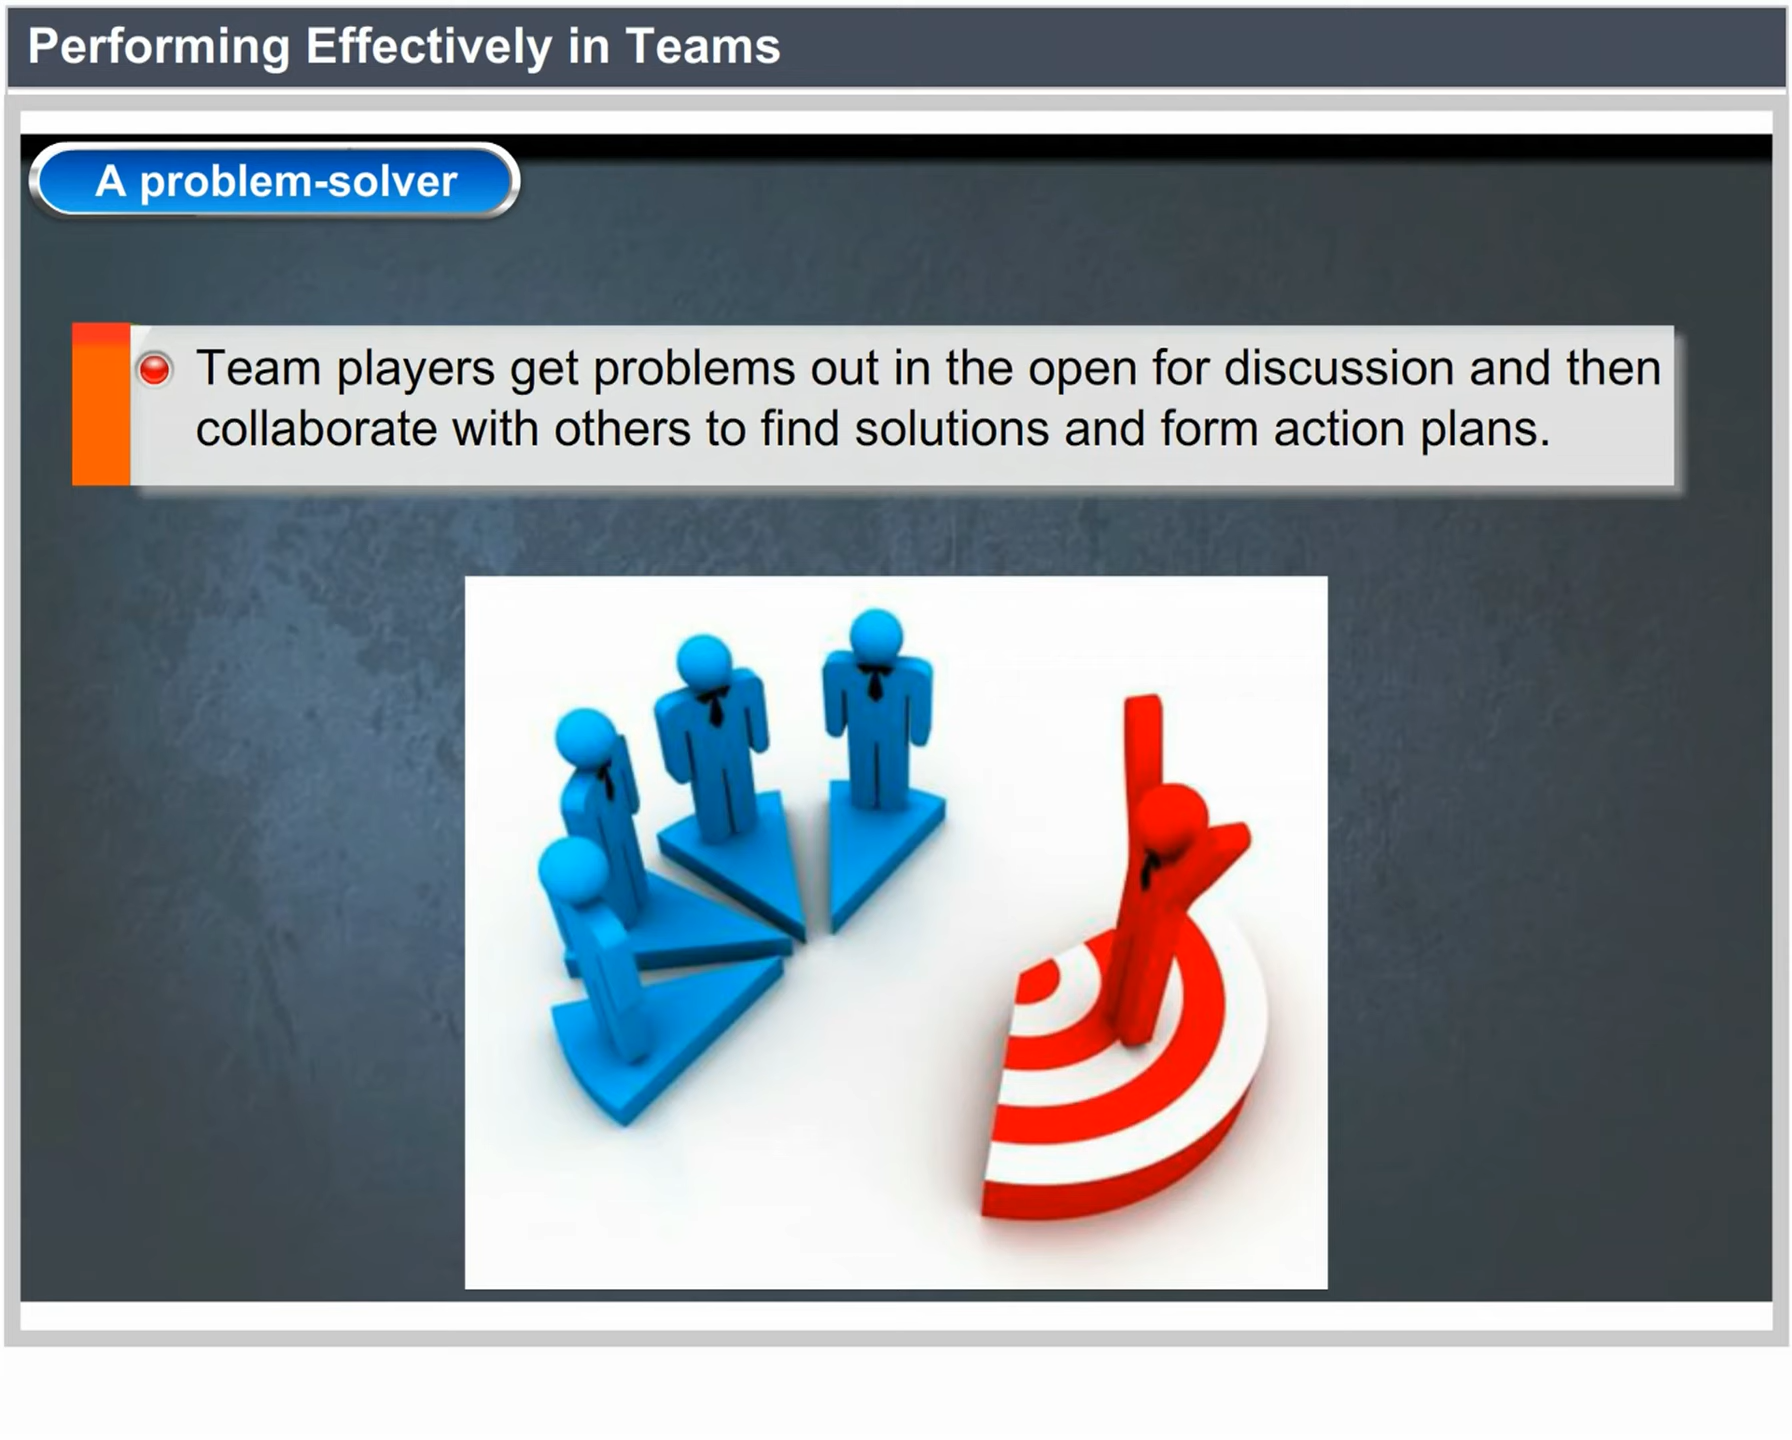 Performing Effectively in Teams
A problem-solver
Team players get problems out in the open for discussion and then
collaborate with others to find solutions and form action plans.